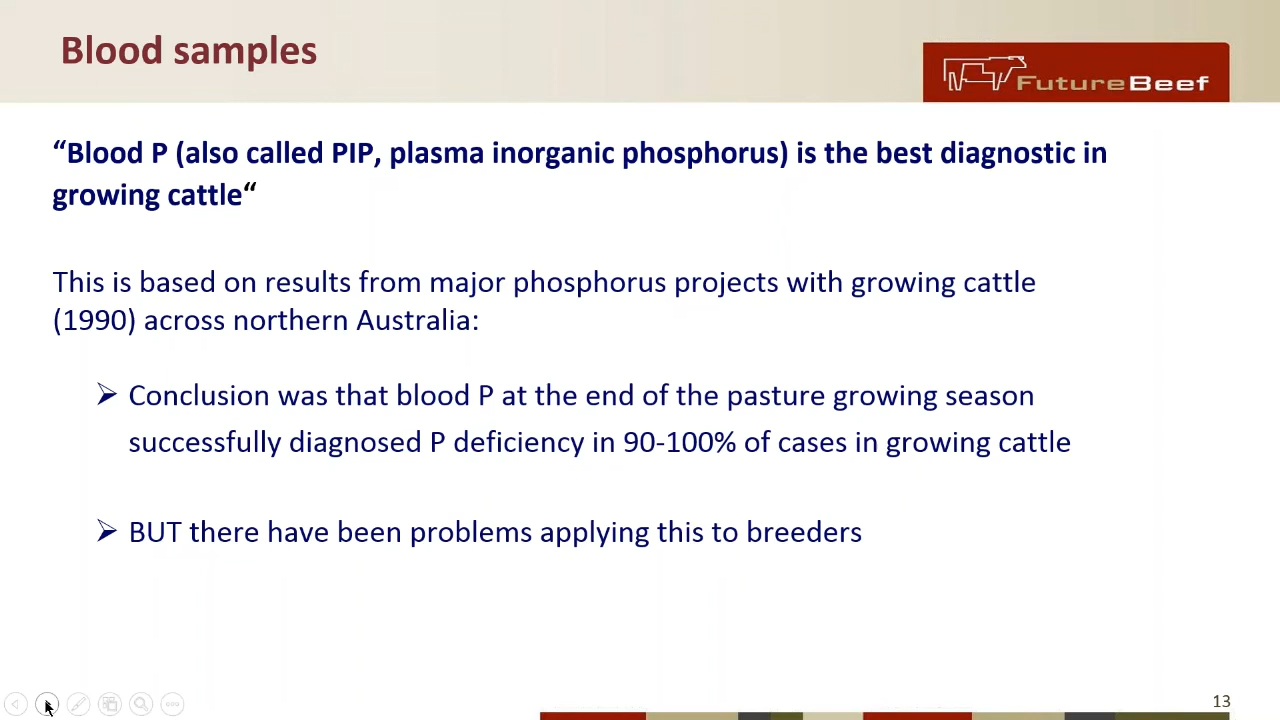 Blood samples
FutureBeef
“Blood P (also called PIP, plasma inorganic phosphorus) is the best diagnostic in
growing cattle“
This is based on results from major phosphorus projects with growing cattle
(1990) across northern Australia:
Conclusion was that blood P at the end of the pasture growing season
successfully diagnosed P deficiency in 90-100% of cases in growing cattle
BUT there have been problems applying this to breeders
13